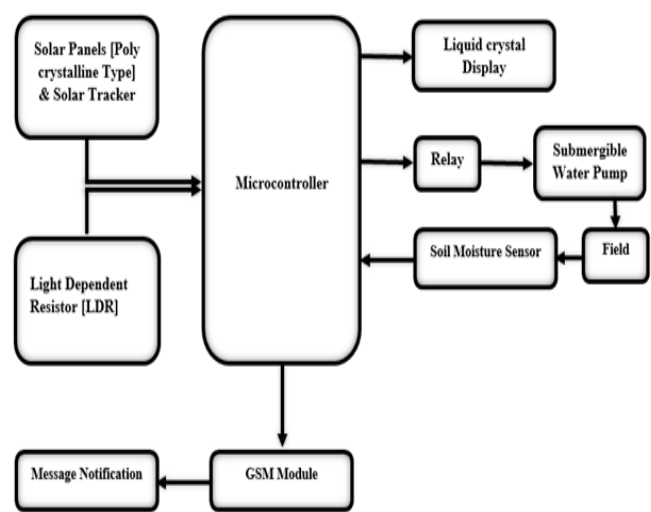 Solar Panels [Poly
crystalline Type]
& Solar Tracker
Microcontroller
Liquid crystal
Display
Relay
Submergible
Water Pump
Soil Moisture Sensor
Field
Light Dependent
Resistor [LDR]
Message Notification
GSM Module